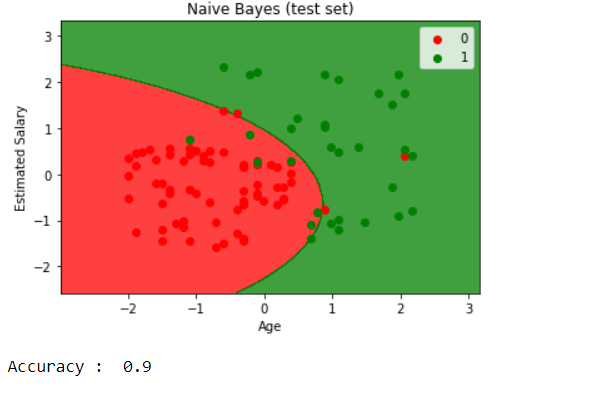 Naive Bayes (test set)
0
1
3
2
1
0
−1
−2
Estimated Salary
−2 −1 0 1 2 3
Age
Accuracy : 0.9